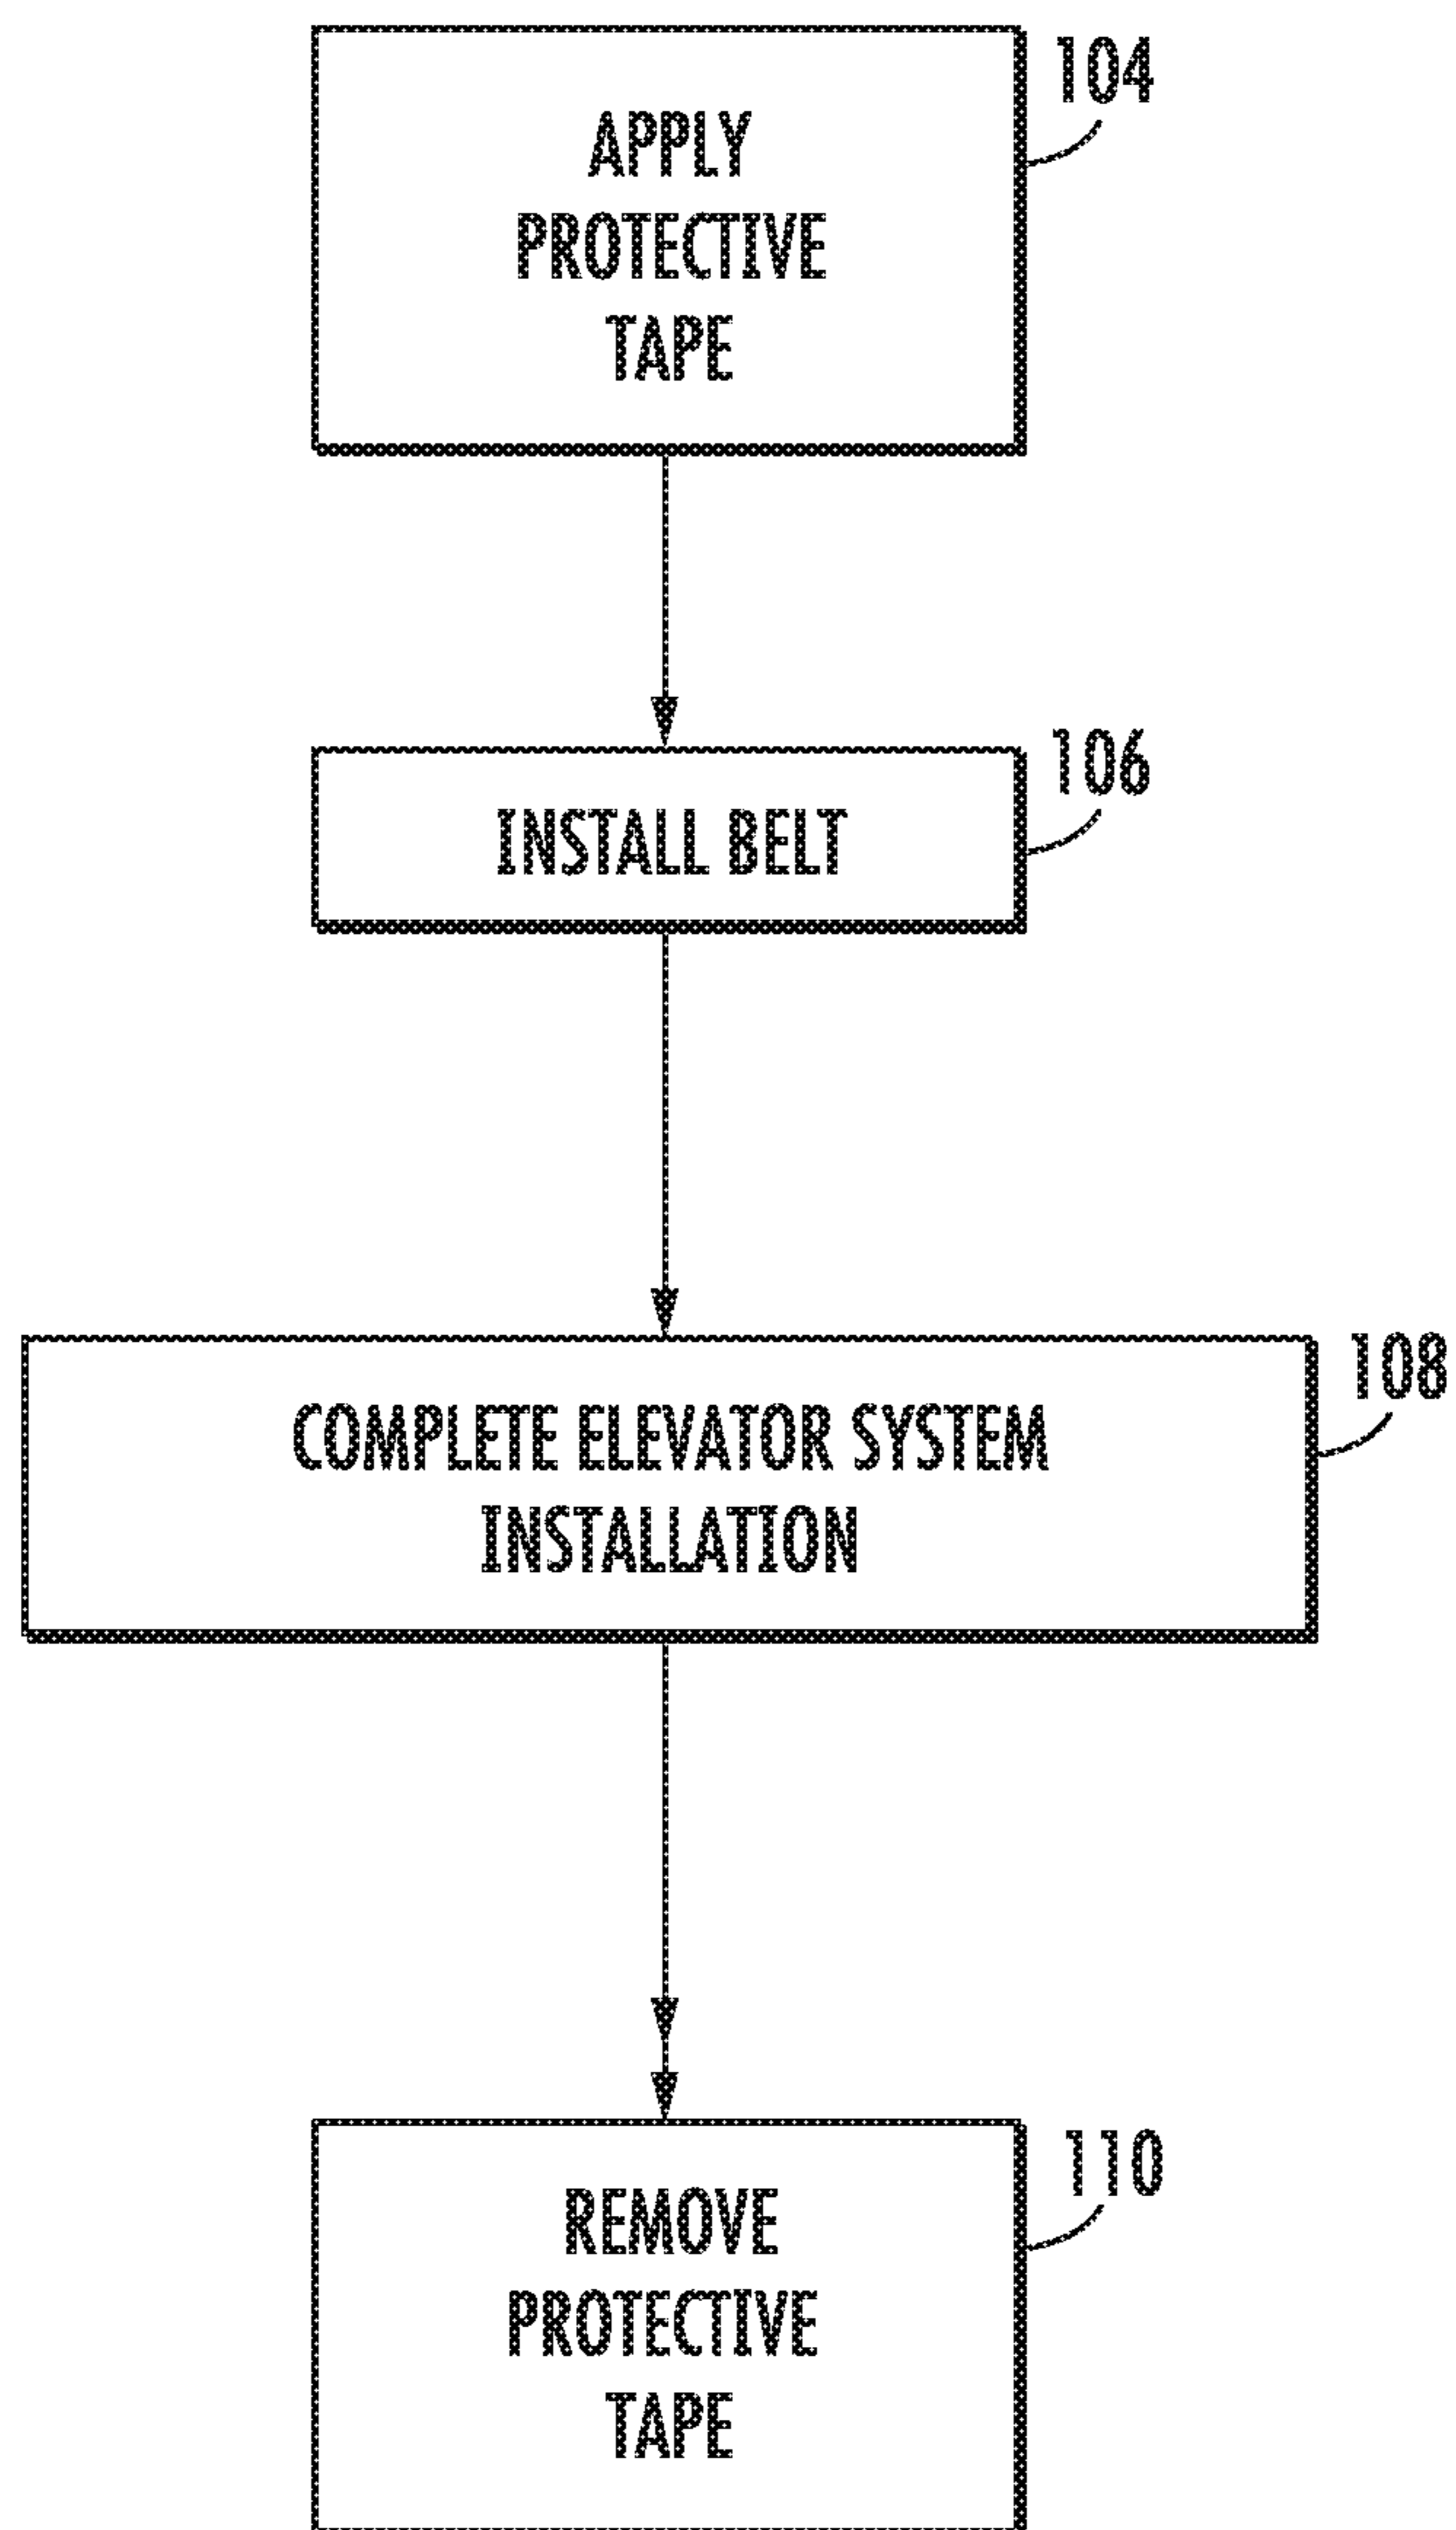 104
APPLY
PROTECTIVE
TAPE
106
INSTALL BELT
108
COMPLETE ELEVATOR SYSTEM
INSTALLATION
110
REMOVE
PROTECTIVE
TAPE